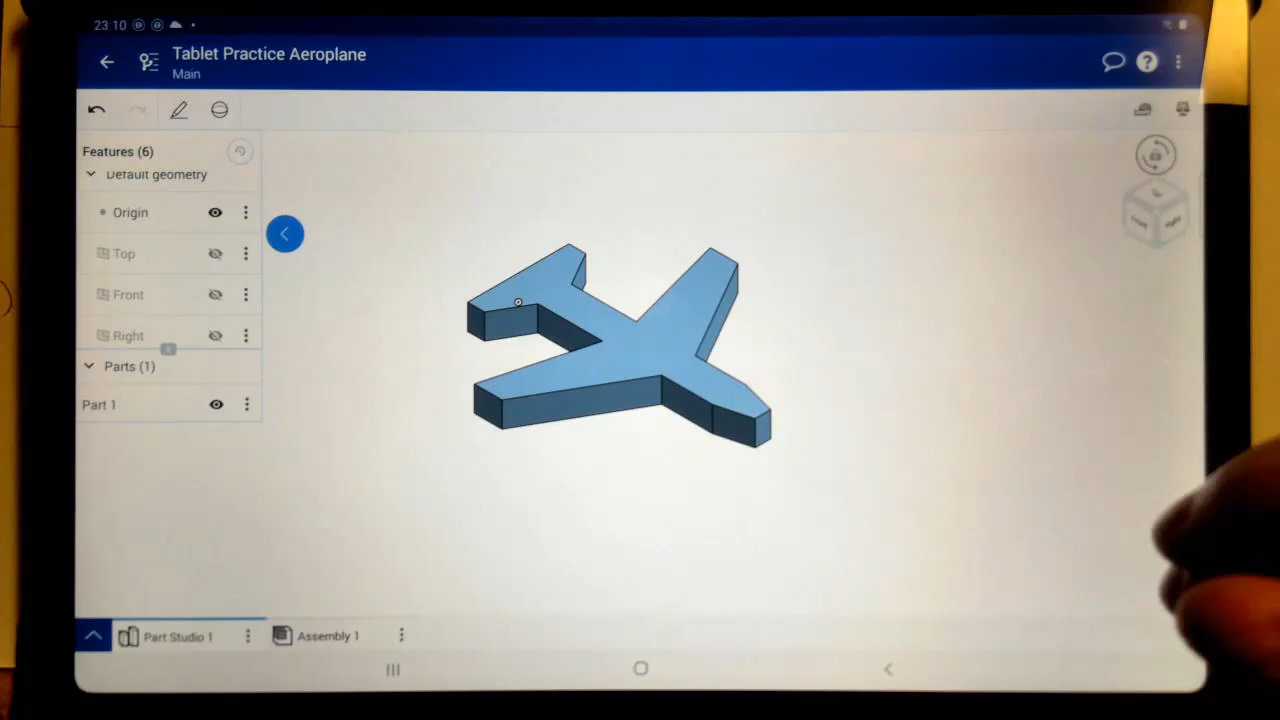 23:10
Tablet Practice Aeroplane
Main
Features (6)
Default geometry
Origin
Top
Front
Right
Parts (1)
Part 1
Right
Part Studio 1
Assembly 1